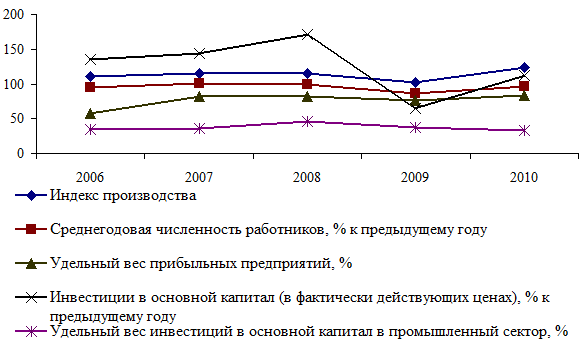 200
150
100
50
0
2006 2007 2008 2009 2010
Индекс производства
Среднегодовая численность работников, % к предыдущему году
Удельный вес прибыльных предприятий, %
Инвестиции в основной капитал (в фактически действующих ценах), % к
предыдущему году
Удельный вес инвестиций в основной капитал в промышленный сектор, %